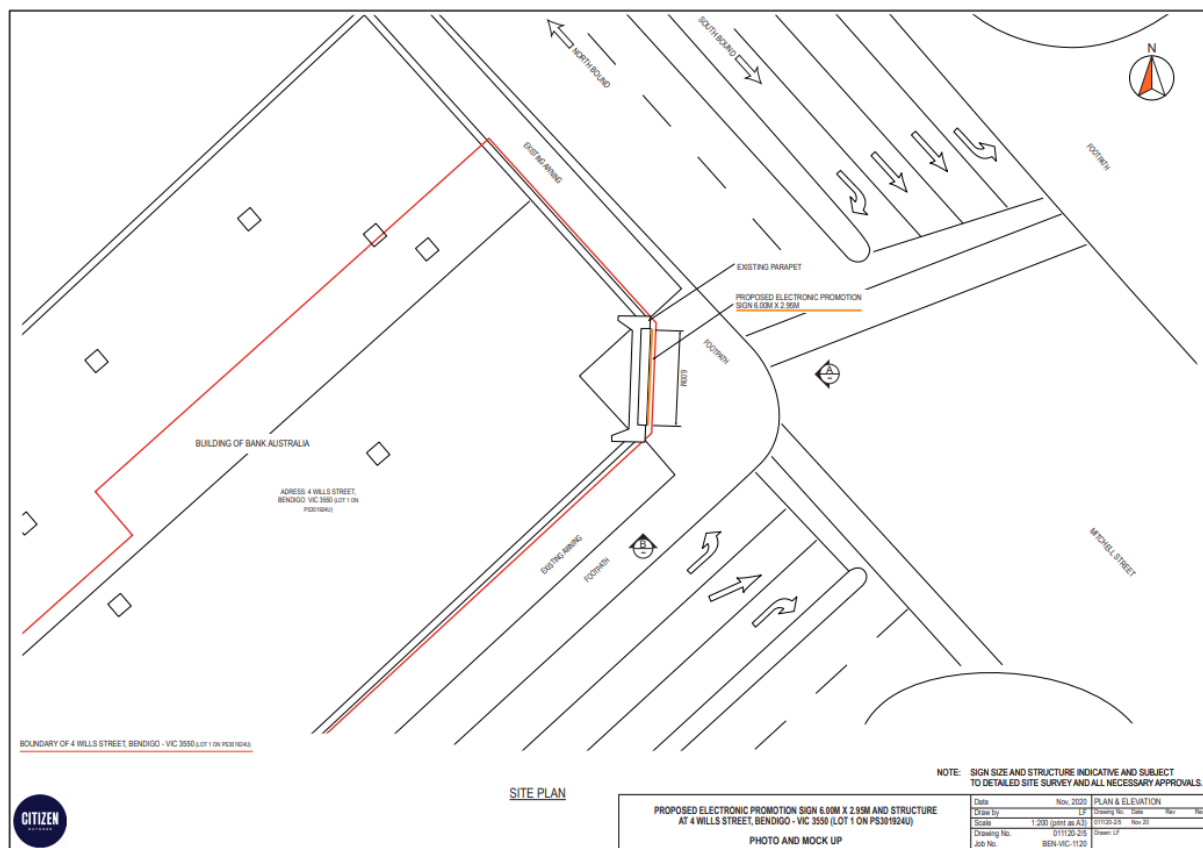 NORTH BOUND
SOUTH BOUND
N
FOOTPATH
EXISTING AWNING
EXISTING PARAPET
PROPOSED ELECTRONIC PROMOTION
SIGN 6.00M X 2.95M
FOOTPATH
6.00M
A
BUILDING OF BANK AUSTRALIA
ADRESS: 4 WILLS STREET,
BENDIGO VIC 3550 (LOT 1 ON
PS301924U)
EXISTING AWNING
FOOTPATH
B
MITCHELL STREET
BOUNDARY OF 4 WILLS STREET, BENDIGO - VIC 3550 (LOT 1 ON PS301924U)
NOTE: SIGN SIZE AND STRUCTURE INDICATIVE AND SUBJECT
TO DETAILED SITE SURVEY AND ALL NECESSARY APPROVALS.
SITE PLAN
CITIZEN
OUTDOOR
PROPOSED ELECTRONIC PROMOTION SIGN 6.00M X 2.95M AND STRUCTURE
AT 4 WILLS STREET, BENDIGO - VIC 3550 (LOT 1 ON PS301924U)
PHOTO AND MOCK UP
Date Nov, 2020
Draw by LF
Scale 1:200 (print as A3)
Drawing No. 011120-2/5
Job No. BEN-VIC-1120
PLAN & ELEVATION
Drawing No. Date Rev Rev
011120-2/5 Nov 20
Drawn: LF